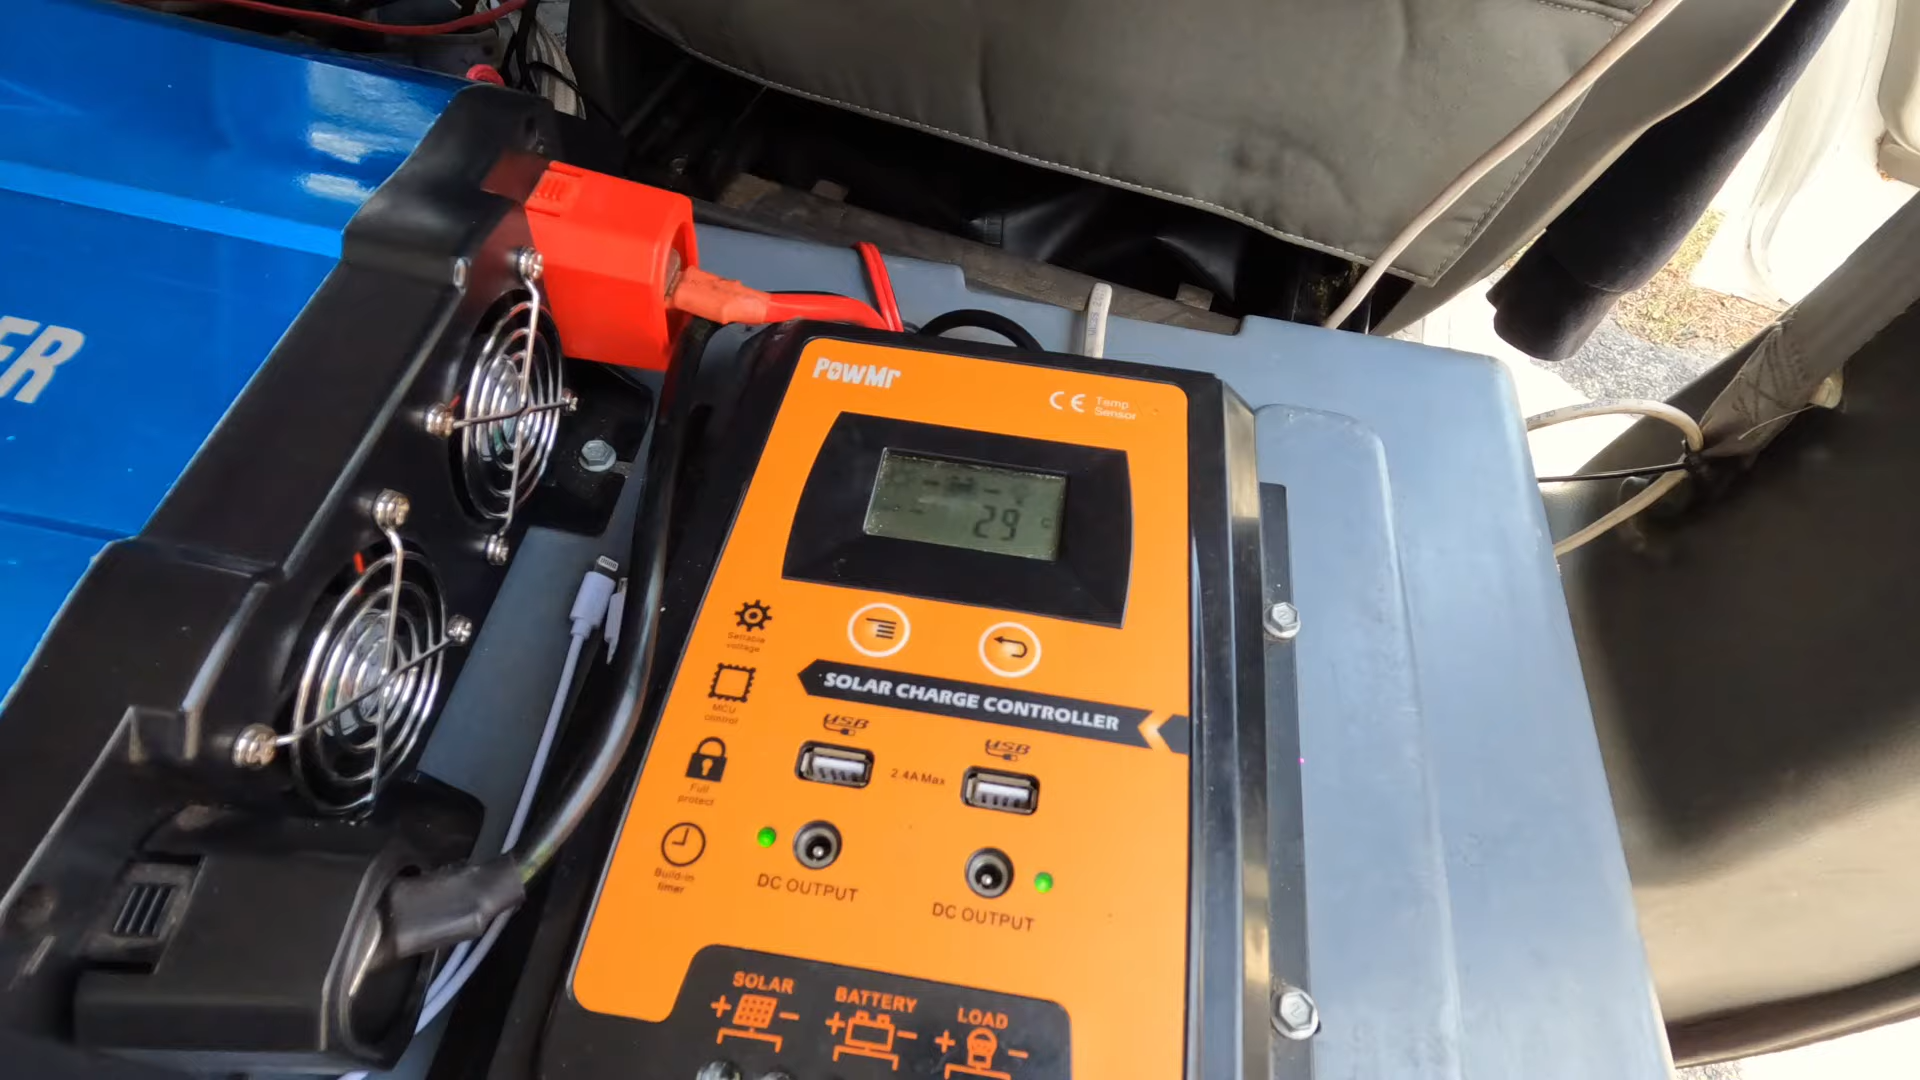 ER
PowMr
CE Temp
Sensor
29 C
Settable
voltage
SOLAR CHARGE CONTROLLER
MCU
control
USB
USB
2.4A Max
Full
protect
Build-in
timer
DC OUTPUT
DC OUTPUT
SOLAR
BATTERY
LOAD
+ -
+ -
+ -